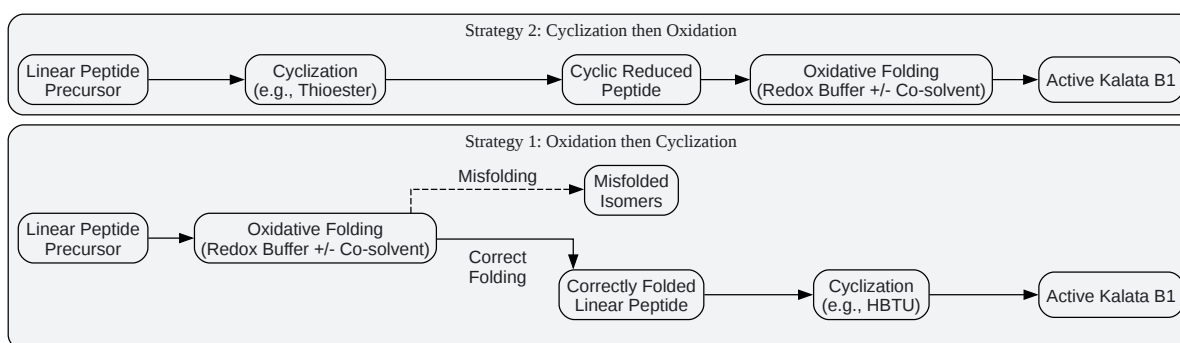 Strategy 2: Cyclization then Oxidation
Linear Peptide
Precursor
Cyclization
(e.g., Thioester)
Cyclic Reduced
Peptide
Oxidative Folding
(Redox Buffer +/- Co-solvent)
Active Kalata B1
Strategy 1: Oxidation then Cyclization
Linear Peptide
Precursor
Oxidative Folding
(Redox Buffer +/- Co-solvent)
Misfolding
Misfolded
Isomers
Correct
Folding
Correctly Folded
Linear Peptide
Cyclization
(e.g., HBTU)
Active Kalata B1